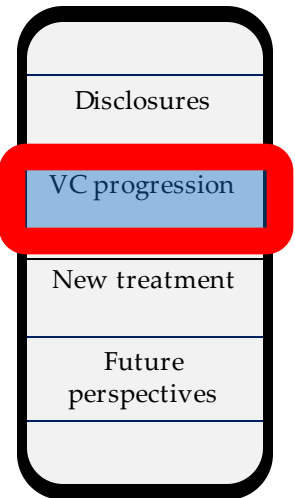 Disclosures
VC progression
New treatment
Future
perspectives